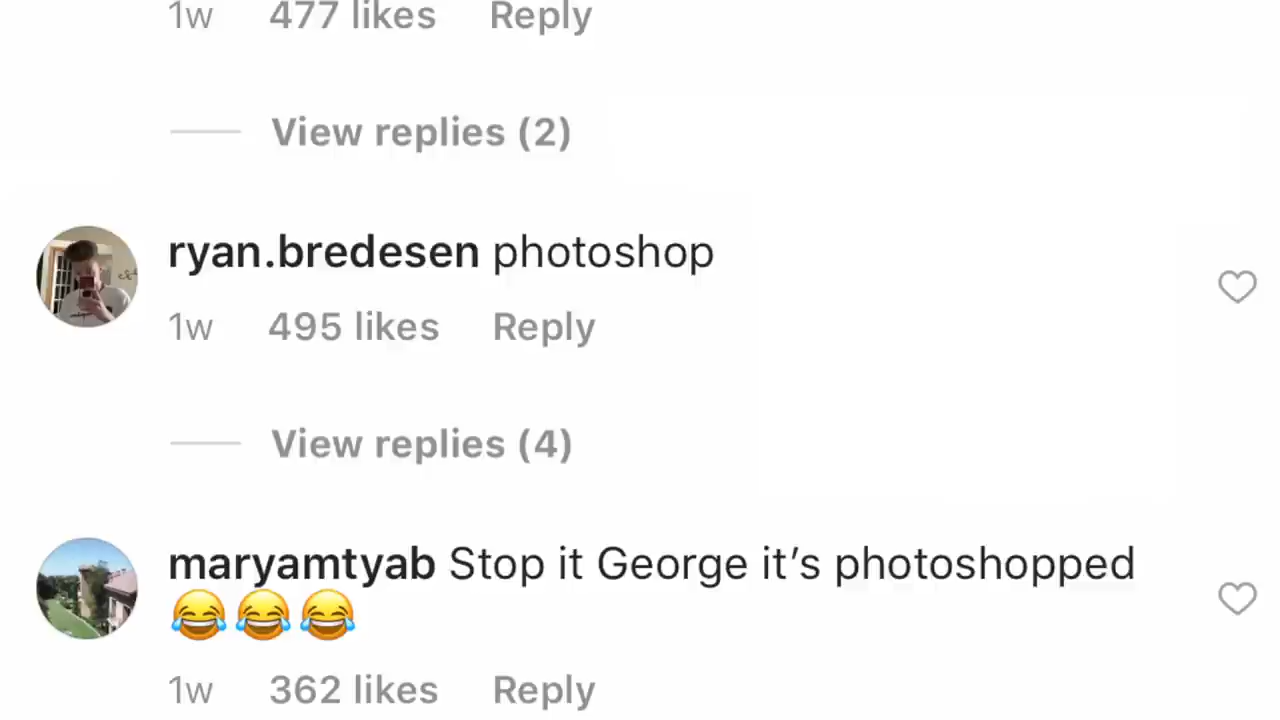 1w 477 likes Reply
View replies (2)
ryan.bredesen photoshop
1w 495 likes Reply
View replies (4)
maryamtyab Stop it George it’s photoshopped
😂😂😂
1w 362 likes Reply